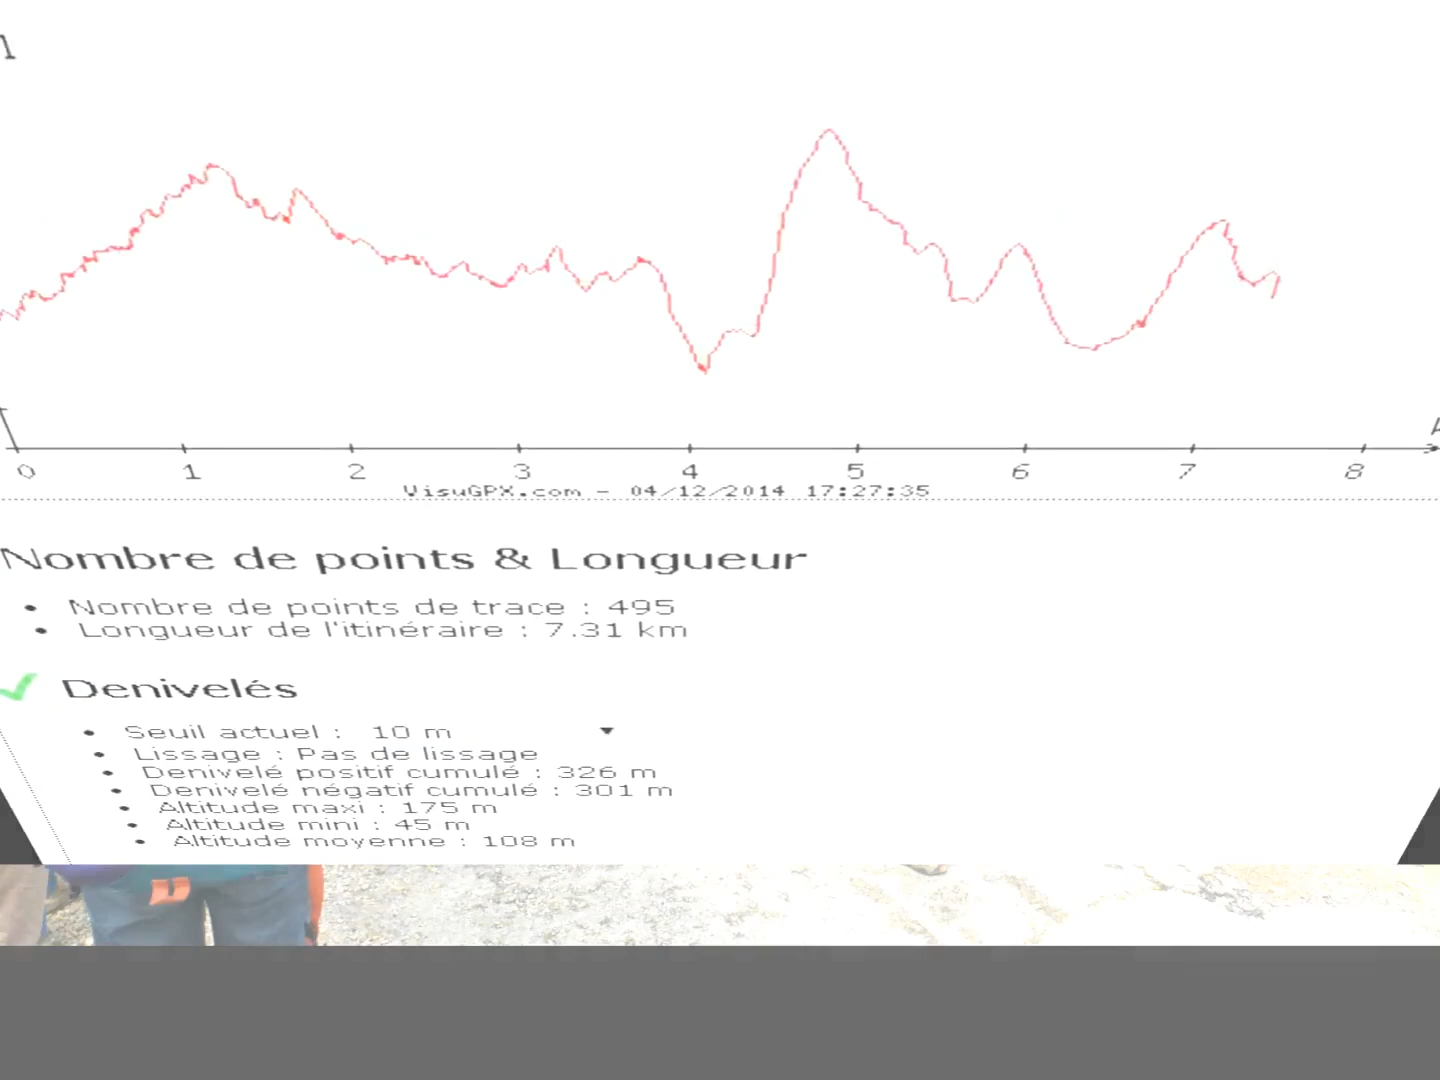 0 1 2 3 4 5 6 7 8
VisuGPX.com - 04/12/2014 17:27:35
Nombre de points & Longueur
• Nombre de points de trace : 495
• Longueur de l'itinéraire : 7.31 km
Denivelés
• Seuil actuel : 10 m
• Lissage : Pas de lissage
• Denivelé positif cumulé : 326 m
• Denivelé négatif cumulé : 301 m
• Altitude maxi : 175 m
• Altitude mini : 45 m
• Altitude moyenne : 108 m